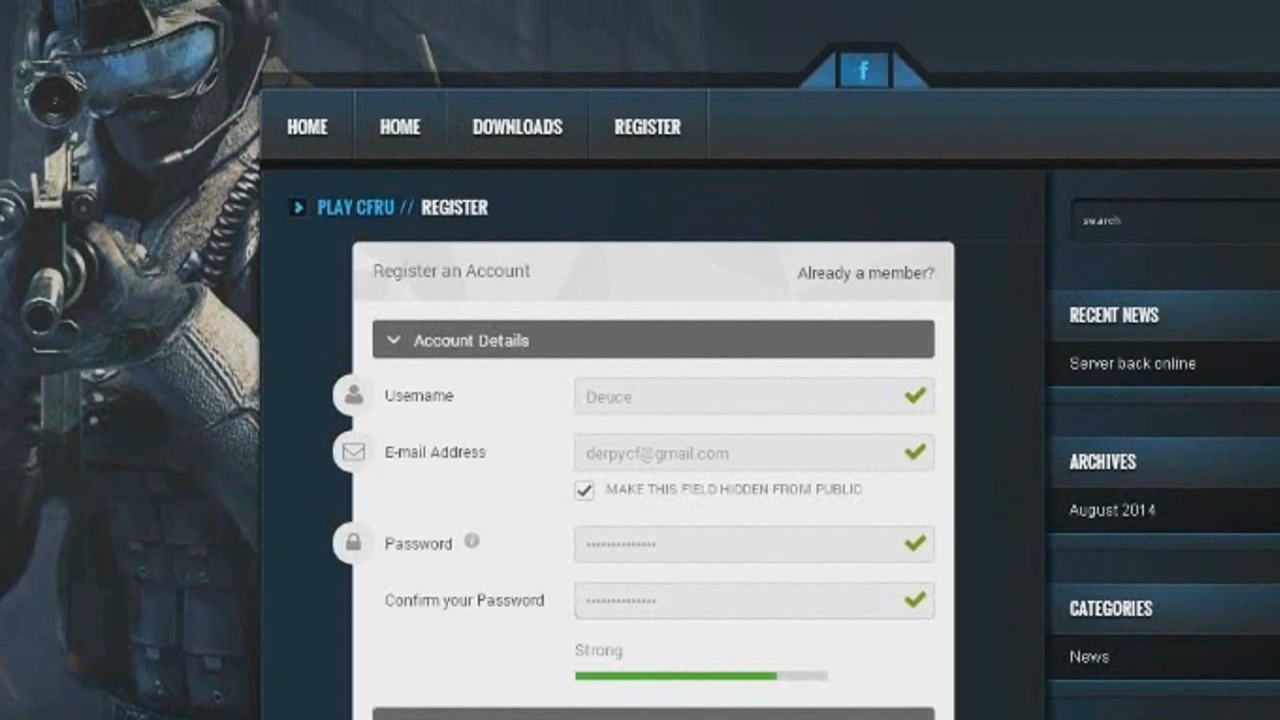 f
HOME HOME DOWNLOADS REGISTER
PLAY CFRU // REGISTER
search
Register an Account Already a member?
RECENT NEWS
Account Details
Server back online
Username Deuce
E-mail Address derpycf@gmail.com
ARCHIVES
MAKE THIS FIELD HIDDEN FROM PUBLIC
August 2014
Password
Confirm your Password
CATEGORIES
Strong
News